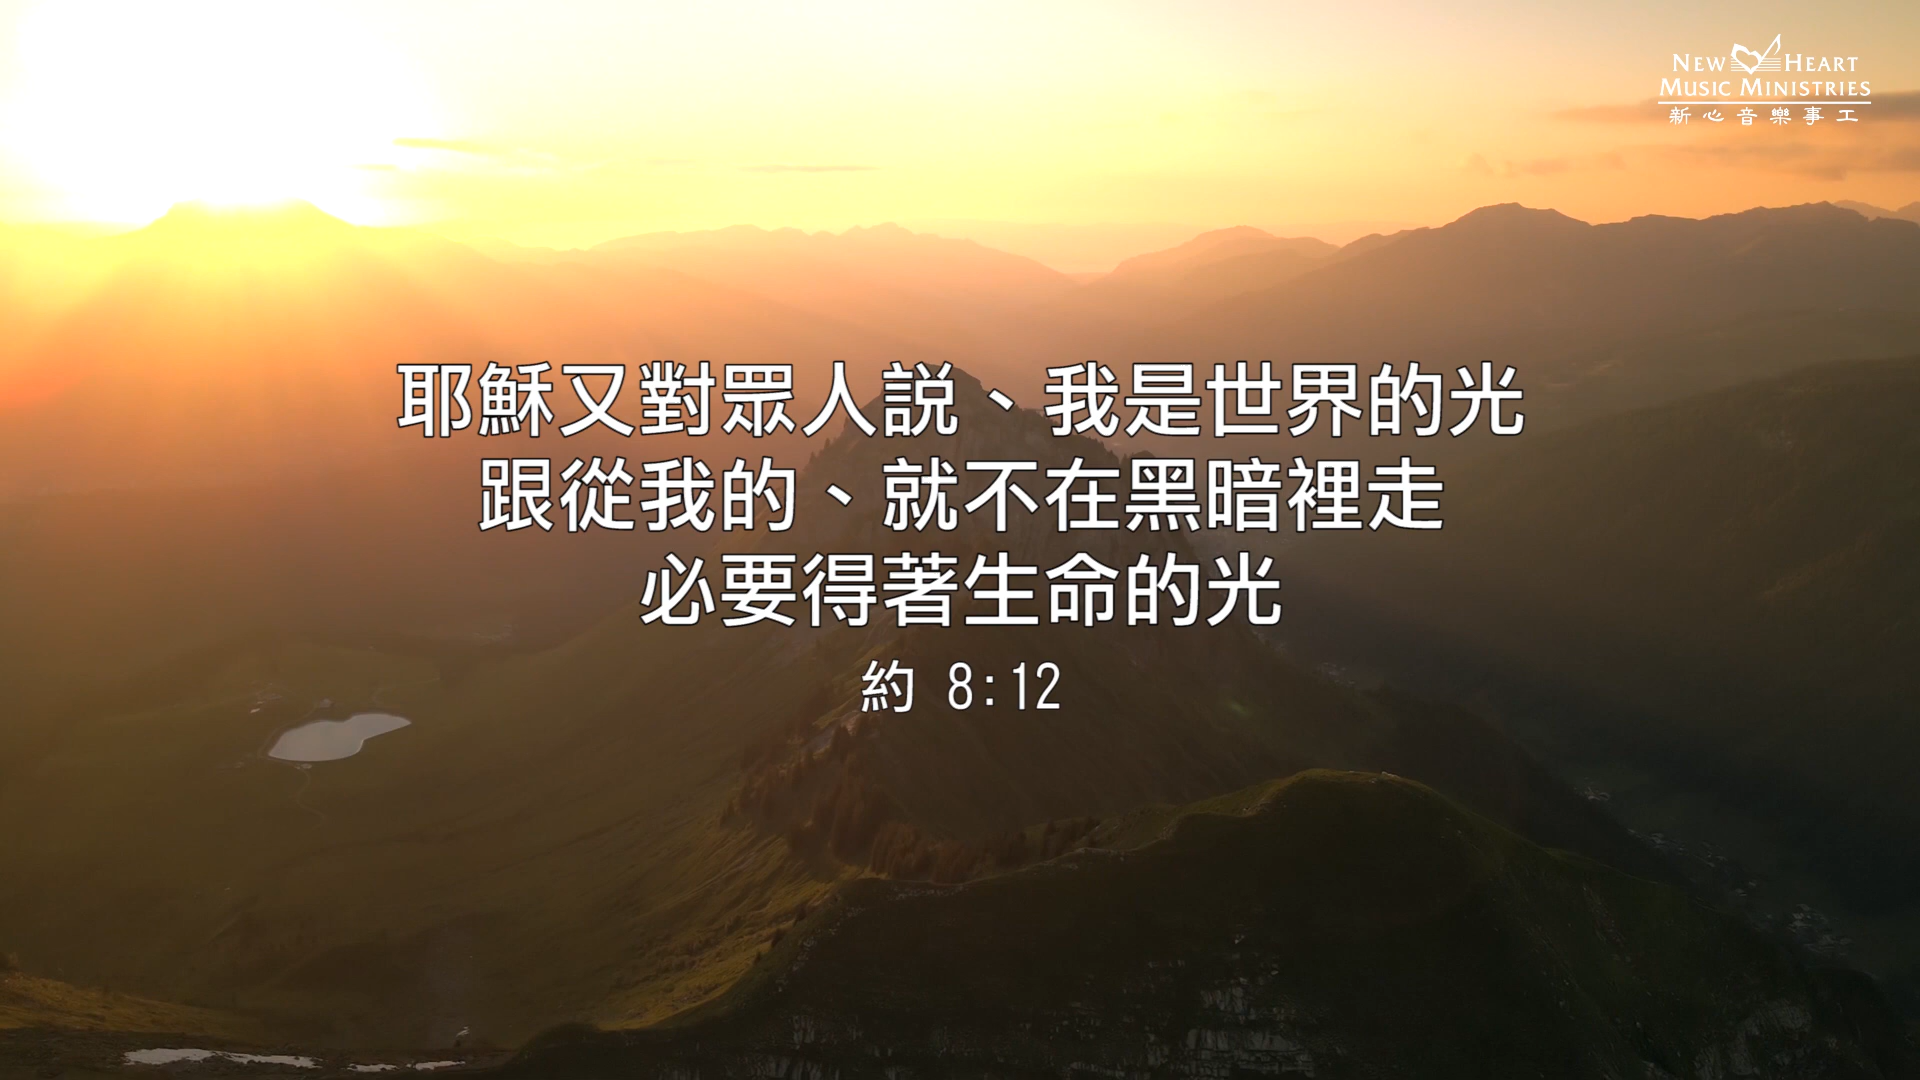 NEW HEART
MUSIC MINISTRIES
新心音樂事工
耶穌又對眾人説、我是世界的光
跟從我的、就不在黑暗裡走
必要得著生命的光
約 8:12